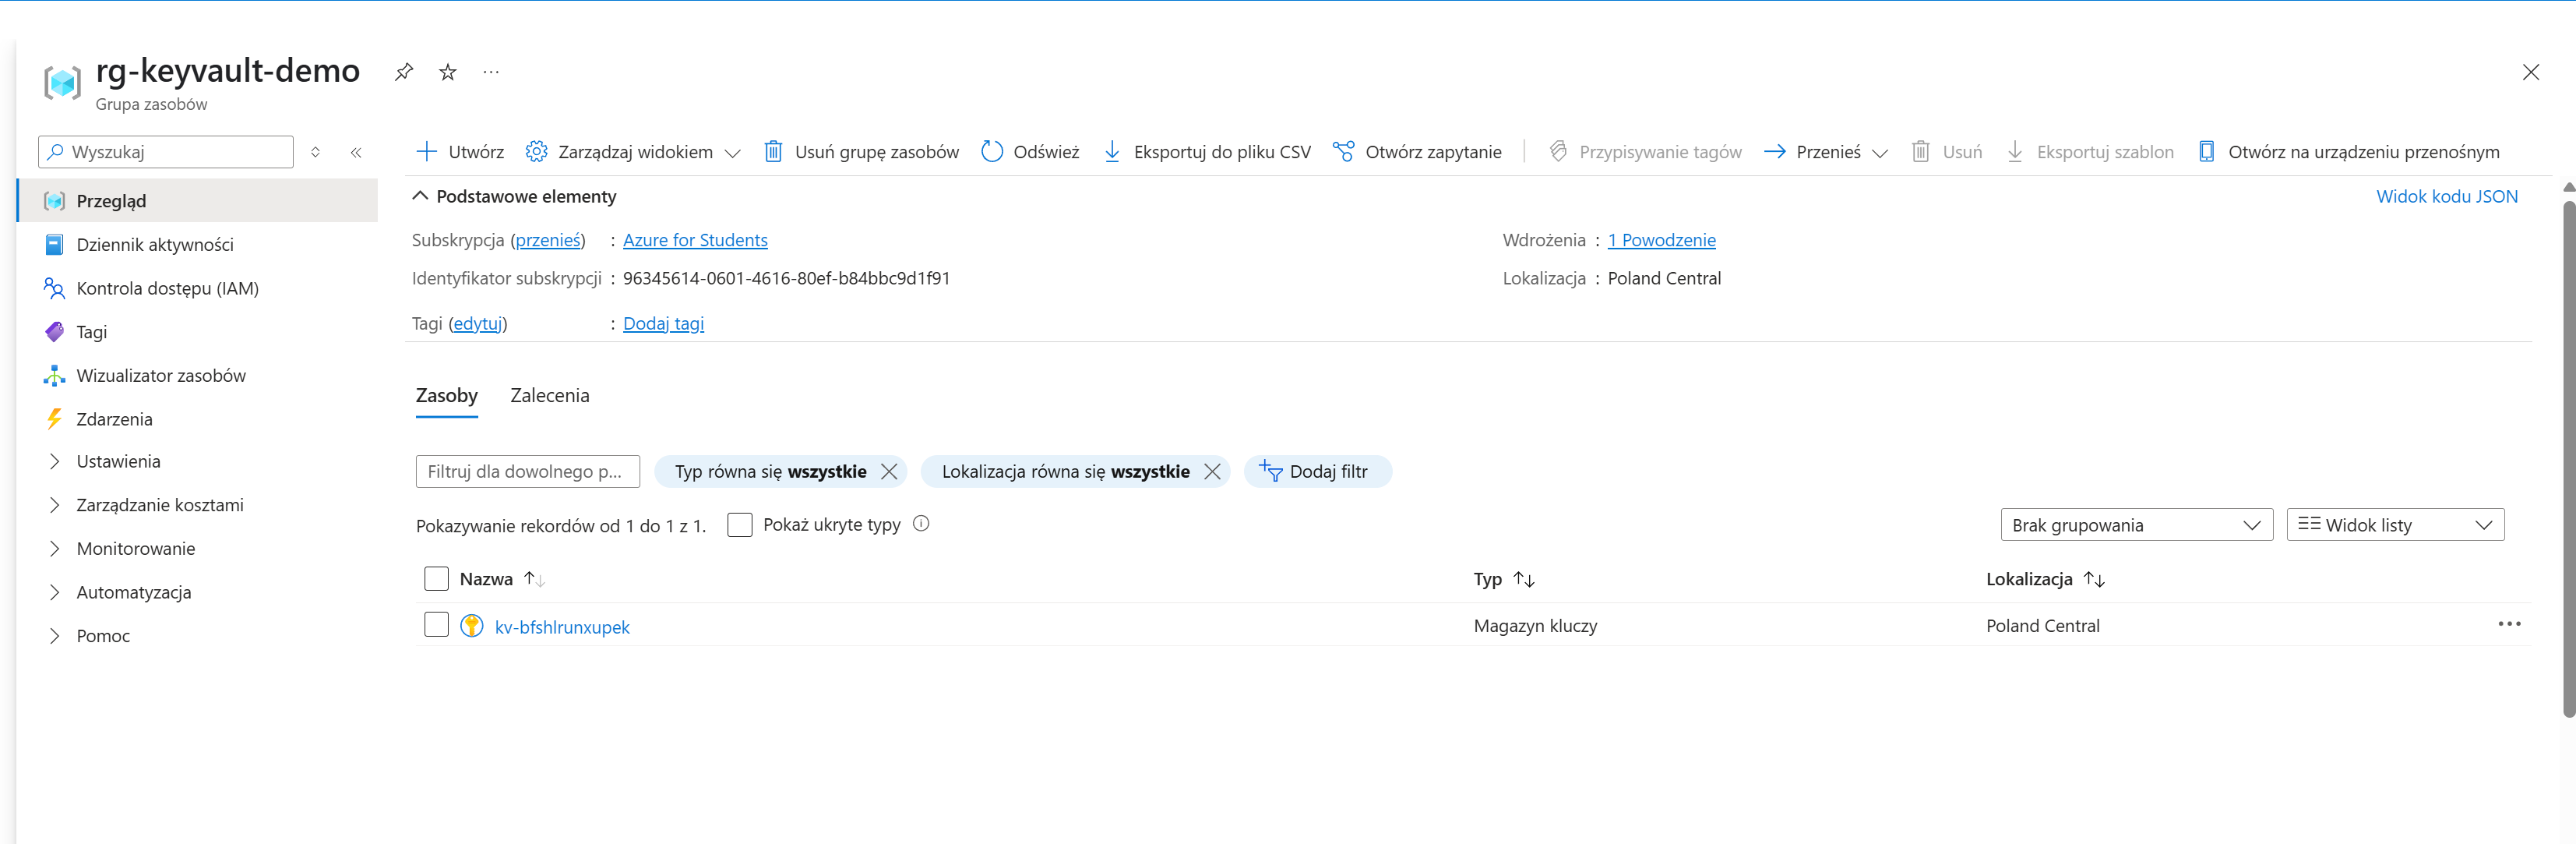 rg-keyvault-demo
Grupa zasobów
Wyszukaj
Utwórz Zarządzaj widokiem Usuń grupę zasobów Odśwież Eksportuj do pliku CSV Otwórz zapytanie Przypisywanie tagów Przenieś Usuń Eksportuj szablon Otwórz na urządzeniu przenośnym
Przegląd
Dziennik aktywności
Kontrola dostępu (IAM)
Tagi
Wizualizator zasobów
Zdarzenia
Ustawienia
Zarządzanie kosztami
Monitorowanie
Automatyzacja
Pomoc
Podstawowe elementy Widok kodu JSON
Subskrypcja (przenieś) : Azure for Students Wdrożenia : 1 Powodzenie
Identyfikator subskrypcji : 96345614-0601-4616-80ef-b84bbc9d1f91 Lokalizacja : Poland Central
Tagi (edytuj) : Dodaj tagi
Zasoby Zalecenia
Filtruj dla dowolnego p... Typ równa się wszystkie Lokalizacja równa się wszystkie Dodaj filtr
Pokazywanie rekordów od 1 do 1 z 1. Pokaż ukryte typy Brak grupowania Widok listy
Nazwa Typ Lokalizacja
kv-bfshlrunxupek Magazyn kluczy Poland Central